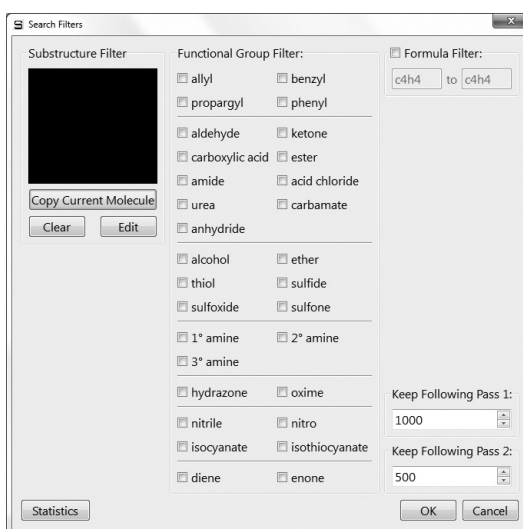 Search Filters
Substructure Filter
Copy Current Molecule
Clear Edit
Functional Group Filter:
allyl benzyl
propargyl phenyl
aldehyde ketone
carboxylic acid ester
amide acid chloride
urea carbamate
anhydride
alcohol ether
thiol sulfide
sulfoxide sulfone
1° amine 2° amine
3° amine
hydrazone oxime
nitrile nitro
isocyanate isothiocyanate
diene enone
Formula Filter:
c4h4 to c4h4
Keep Following Pass 1:
1000
Keep Following Pass 2:
500
Statistics OK Cancel